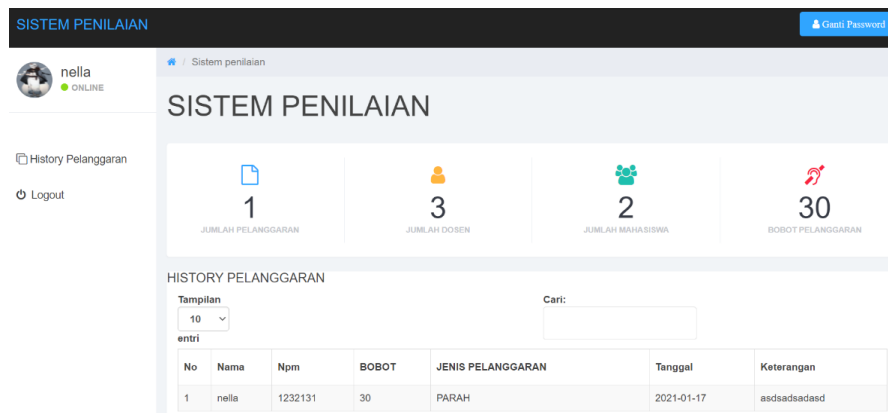 SISTEM PENILAIAN
Ganti Password
nella
ONLINE
History Pelanggaran
Logout
/ Sistem penilaian
SISTEM PENILAIAN
1 3 2 30
JUMLAH PELANGGARAN JUMLAH DOSEN JUMLAH MAHASISWA BOBOT PELANGGARAN
HISTORY PELANGGARAN
Tampilan Cari:
10
entri
No Nama Npm BOBOT JENIS PELANGGARAN Tanggal Keterangan
1 nella 1232131 30 PARAH 2021-01-17 asdsadsadasd